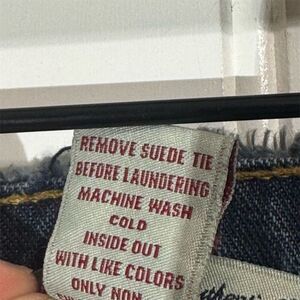 REMOVE SUEDE TIE
BEFORE LAUNDERING
MACHINE WASH
COLD
INSIDE OUT
WITH LIKE COLORS
ONLY NON